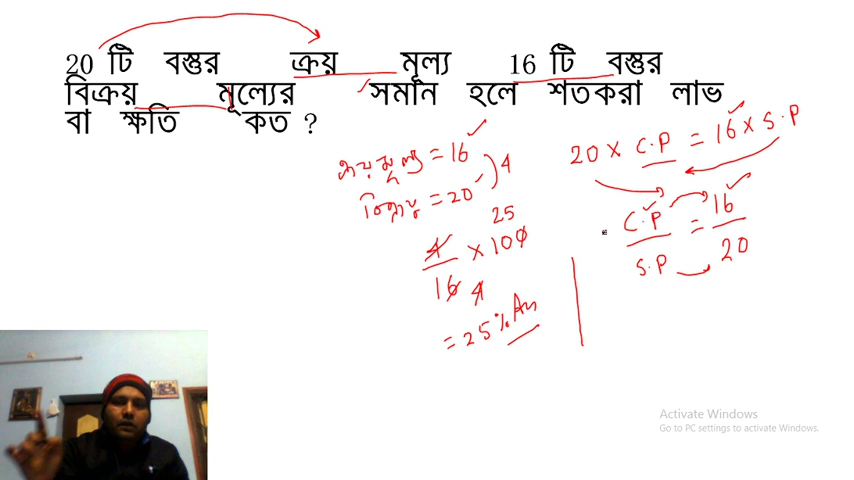 20 টি বস্তুর ক্রয় মূল্য 16 টি বস্তুর
বিক্রয় মূল্যের সমান হলে শতকরা লাভ
বা ক্ষতি কত ?
ক্রয়মূল্য = 16
= 20
4
20 × C.P = 16 × S.P
C.P / S.P = 16 / 20
25
4 / 16 × 100
4
= 25% Ans
Activate Windows
Go to PC settings to activate Windows.